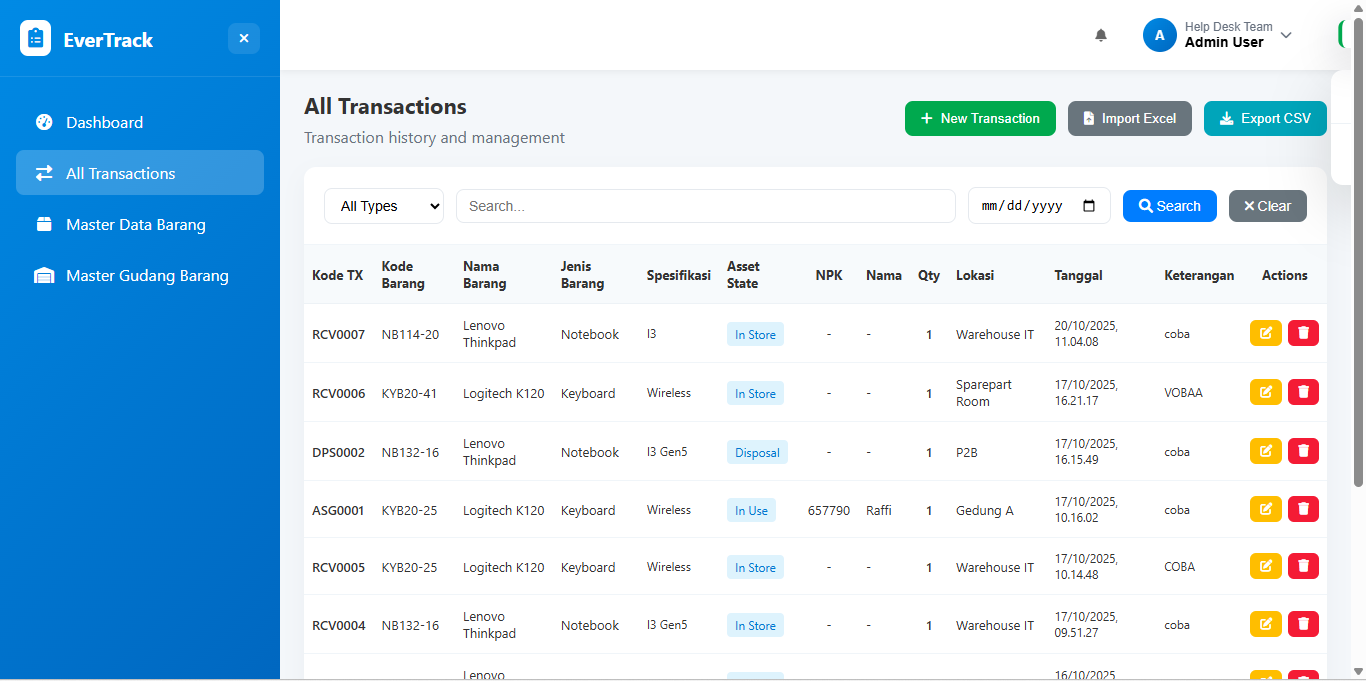 EverTrack
Help Desk Team
A
Admin User
Dashboard
All Transactions
Master Data Barang
Master Gudang Barang
All Transactions
Transaction history and management
New Transaction
Import Excel
Export CSV
All Types
Search...
mm/dd/yyyy
Search
Clear
Kode TX Kode Barang Nama Barang Jenis Barang Spesifikasi Asset State NPK Nama Qty Lokasi Tanggal Keterangan Actions
RCV0007 NB114-20 Lenovo Thinkpad Notebook I3 In Store - - 1 Warehouse IT 20/10/2025, 11.04.08 coba
RCV0006 KYB20-41 Logitech K120 Keyboard Wireless In Store - - 1 Sparepart Room 17/10/2025, 16.21.17 VOBAA
DPS0002 NB132-16 Lenovo Thinkpad Notebook I3 Gen5 Disposal - - 1 P2B 17/10/2025, 16.15.49 coba
ASG0001 KYB20-25 Logitech K120 Keyboard Wireless In Use 657790 Raffi 1 Gedung A 17/10/2025, 10.16.02 coba
RCV0005 KYB20-25 Logitech K120 Keyboard Wireless In Store - - 1 Warehouse IT 17/10/2025, 10.14.48 COBA
RCV0004 NB132-16 Lenovo Thinkpad Notebook I3 Gen5 In Store - - 1 Warehouse IT 17/10/2025, 09.51.27 coba
Lenovo 16/10/2025,